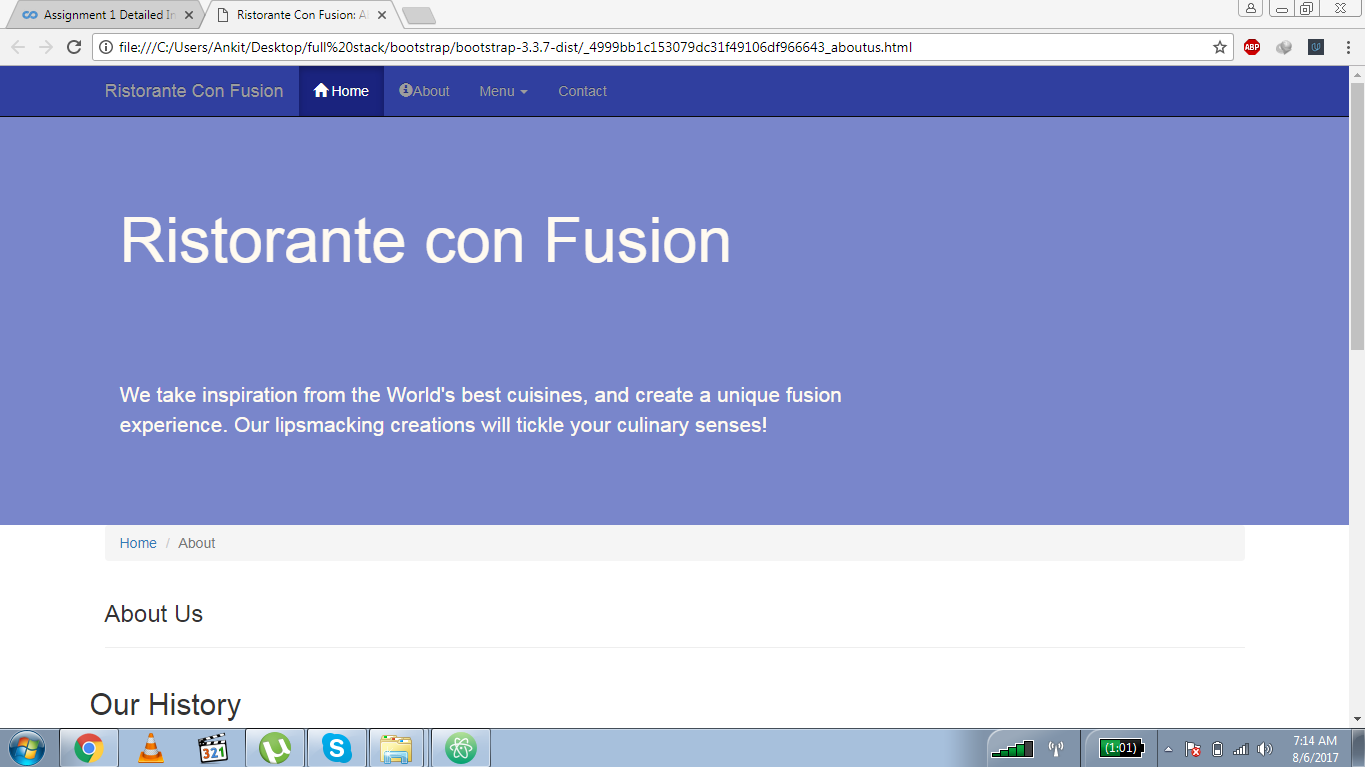 Assignment 1 Detailed In
Ristorante Con Fusion: A
file:///C:/Users/Ankit/Desktop/full%20stack/bootstrap/bootstrap-3.3.7-dist/_4999bb1c153079dc31f49106df966643_aboutus.html
ABP
Ristorante Con Fusion Home About Menu Contact
Ristorante con Fusion
We take inspiration from the World's best cuisines, and create a unique fusion
experience. Our lipsmacking creations will tickle your culinary senses!
Home / About
About Us
Our History
321
(1:01)
7:14 AM
8/6/2017